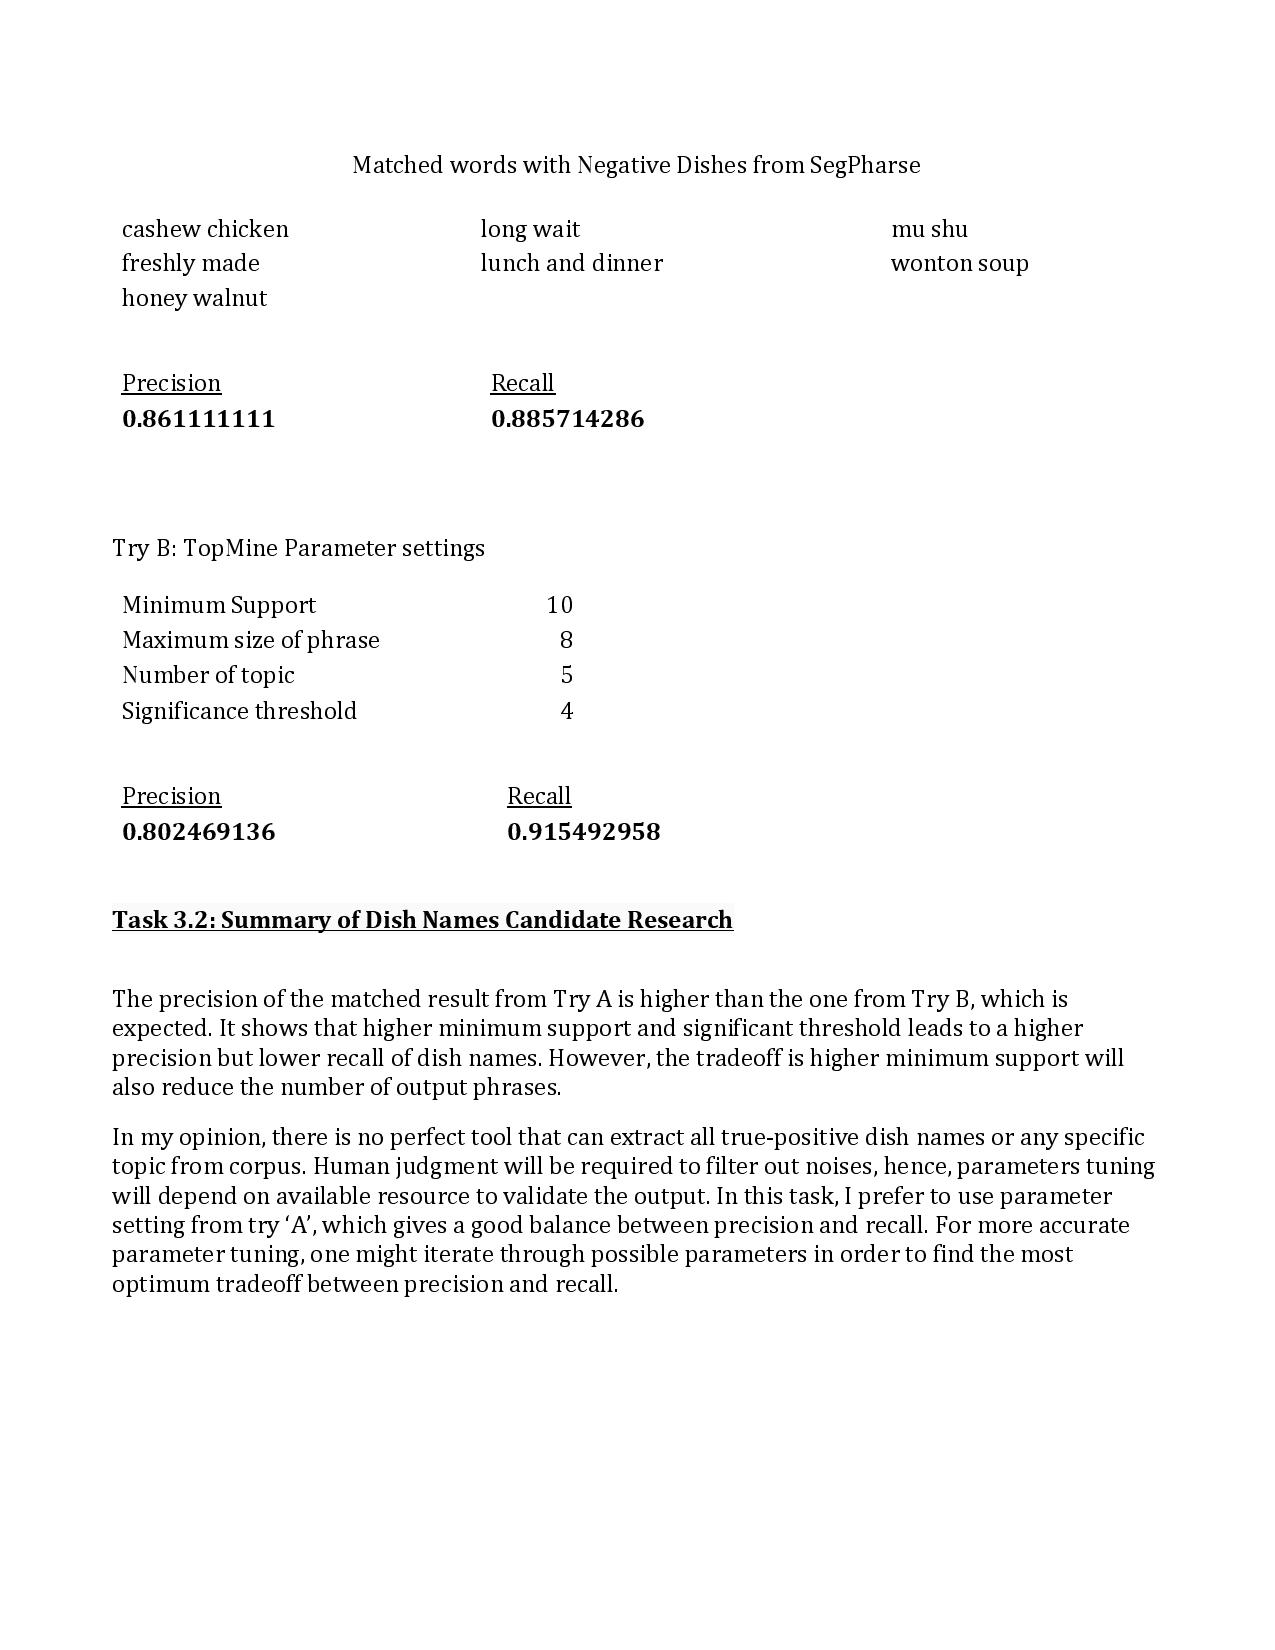 Matched words with Negative Dishes from SegPharse
cashew chicken long wait mu shu
freshly made lunch and dinner wonton soup
honey walnut
Precision Recall
0.861111111 0.885714286
Try B: TopMine Parameter settings
Minimum Support 10
Maximum size of phrase 8
Number of topic 5
Significance threshold 4
Precision Recall
0.802469136 0.915492958
Task 3.2: Summary of Dish Names Candidate Research
The precision of the matched result from Try A is higher than the one from Try B, which is
expected. It shows that higher minimum support and significant threshold leads to a higher
precision but lower recall of dish names. However, the tradeoff is higher minimum support will
also reduce the number of output phrases.
In my opinion, there is no perfect tool that can extract all true-positive dish names or any specific
topic from corpus. Human judgment will be required to filter out noises, hence, parameters tuning
will depend on available resource to validate the output. In this task, I prefer to use parameter
setting from try ‘A’, which gives a good balance between precision and recall. For more accurate
parameter tuning, one might iterate through possible parameters in order to find the most
optimum tradeoff between precision and recall.